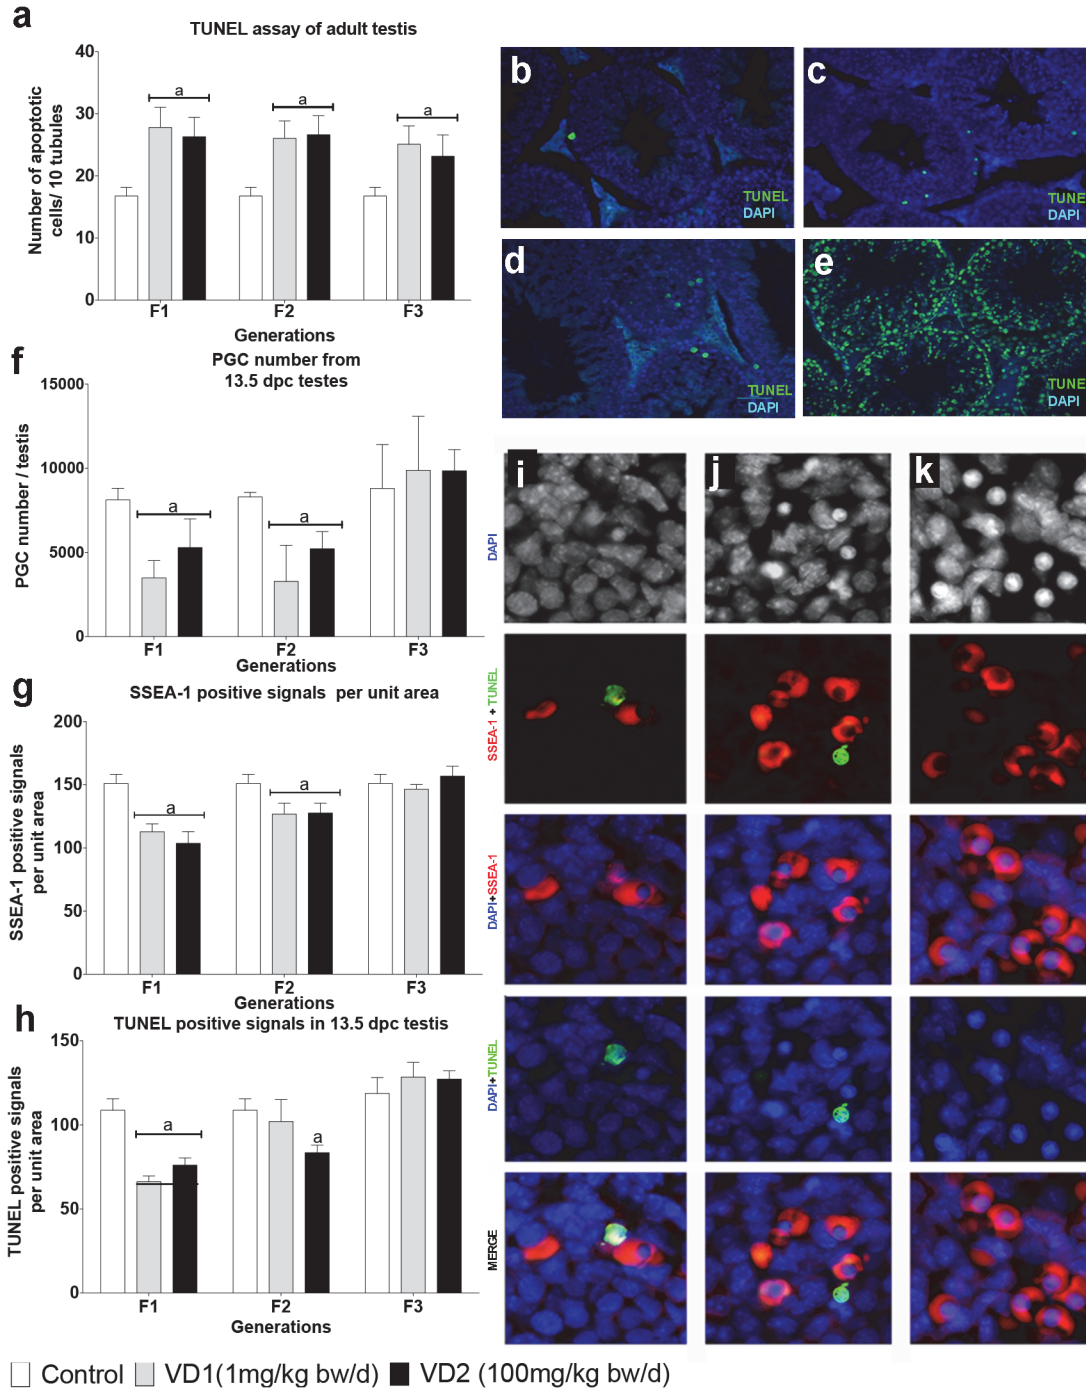 a
TUNEL assay of adult testis
40
30
20
10
0
Number of apoptotic
cells/ 10 tubules
a
a
a
F1
F2
F3
Generations
b
TUNEL
DAPI
c
TUNE
DAPI
d
TUNEL
DAPI
e
TUNE
DAPI
f
PGC number from
13.5 dpc testes
15000
10000
5000
0
PGC number / testis
a
a
F1
F2
F3
Generations
g
SSEA-1 positive signals per unit area
200
150
100
50
0
SSEA-1 positive signals
per unit area
a
a
F1
F2
F3
Generations
h
TUNEL positive signals in 13.5 dpc testis
150
100
50
0
TUNEL positive signals
per unit area
a
a
F1
F2
F3
Generations
i
j
k
DAPI
SSEA-1 + TUNEL
DAPI+SSEA-1
DAPI+TUNEL
MERGE
Control VD1(1mg/kg bw/d) VD2 (100mg/kg bw/d)